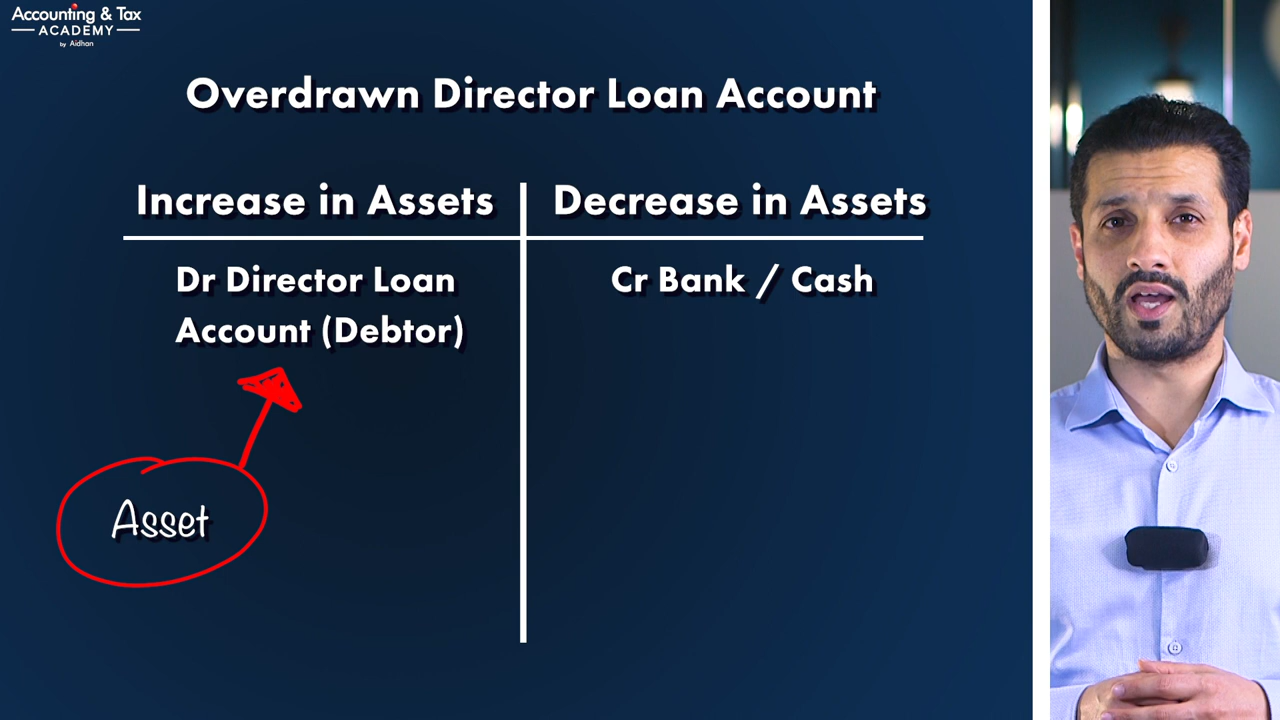 Accounting & Tax
ACADEMY
by Aidhan
Overdrawn Director Loan Account
Increase in Assets
Decrease in Assets
Dr Director Loan
Account (Debtor)
Cr Bank / Cash
Asset